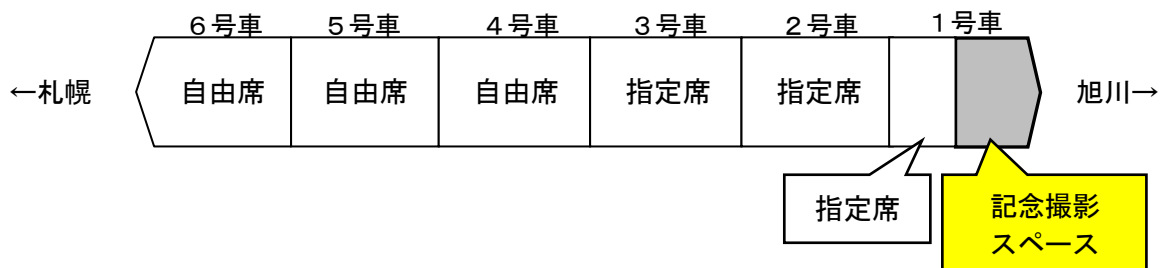 ６号車 ５号車 ４号車 ３号車 ２号車 １号車
←札幌 自由席 自由席 自由席 指定席 指定席 旭川→
指定席
記念撮影
スペース